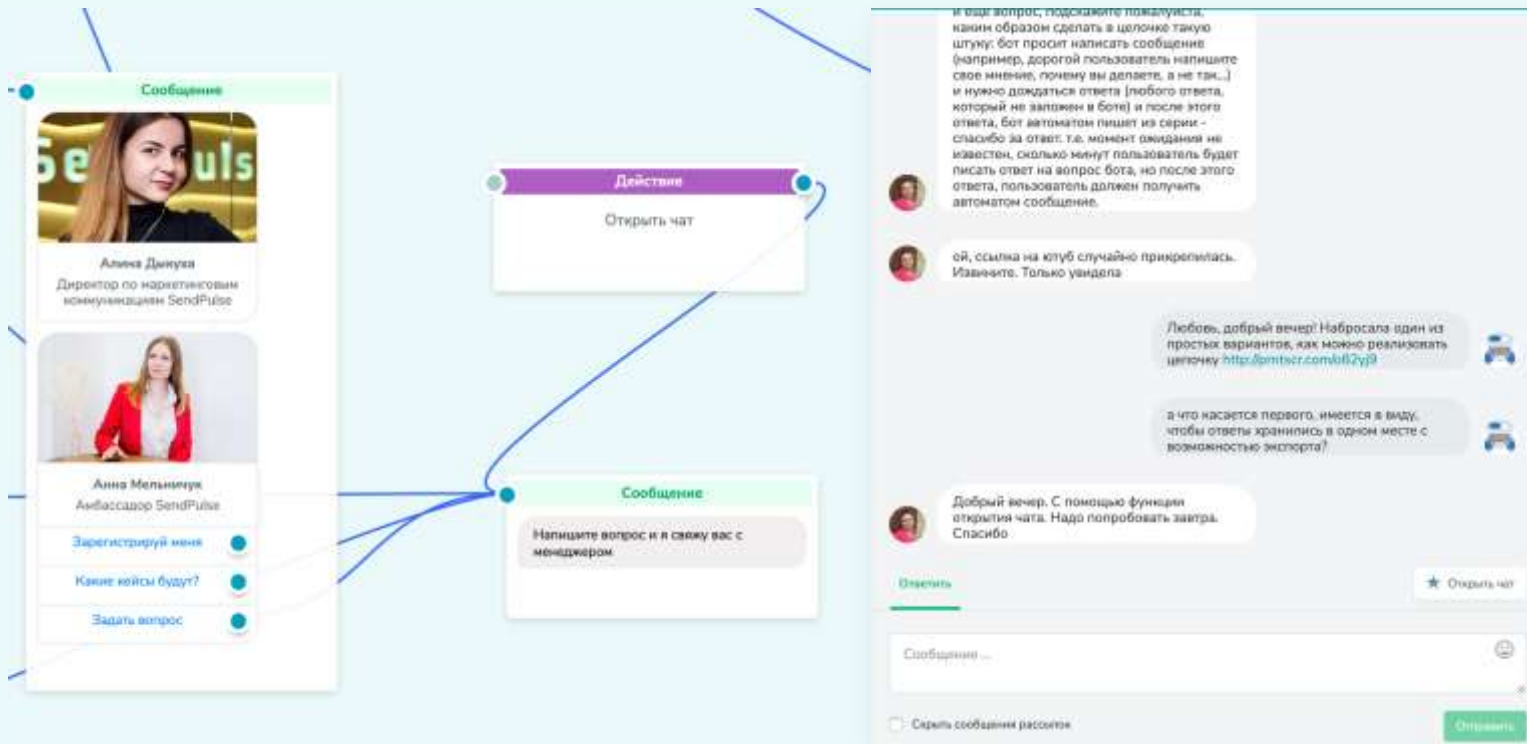 Сообщение
Se
uls
Алина Дикуха
Директор по маркетинговым
коммуникациям SendPulse
Анна Мельничук
Амбассадор SendPulse
Зарегистрируй меня
Какие кейсы будут?
Задать вопрос
Действие
Открыть чат
Сообщение
Напишите вопрос и я свяжу вас с
менеджером
и еще вопрос, подскажите пожалуйста,
каким образом сделать в цепочке такую
штуку: бот просит написать сообщение
(например, дорогой пользователь напишите
свое мнение, почему вы делаете, а не так...)
и нужно дождаться ответа (любого ответа,
который не заложен в боте) и после этого
ответа, бот автоматом пишет из серии -
спасибо за ответ. т.е. момент ожидания не
известен, сколько минут пользователь будет
писать ответ на вопрос бота, но после этого
ответа, пользователь должен получить
автоматом сообщение.
ой, ссылка на ютуб случайно прикрепилась.
Извините. Только увидела
Любовь, добрый вечер! Набросала один из
простых вариантов, как можно реализовать
цепочку
а что касается первого, имеется в виду,
чтобы ответы хранились в одном месте с
возможностью экспорта?
Добрый вечер. С помощью функции
открытия чата. Надо попробовать завтра.
Спасибо
Ответить
Открыть чат
Сообщение ...
Скрыть сообщения рассылок
Отправить